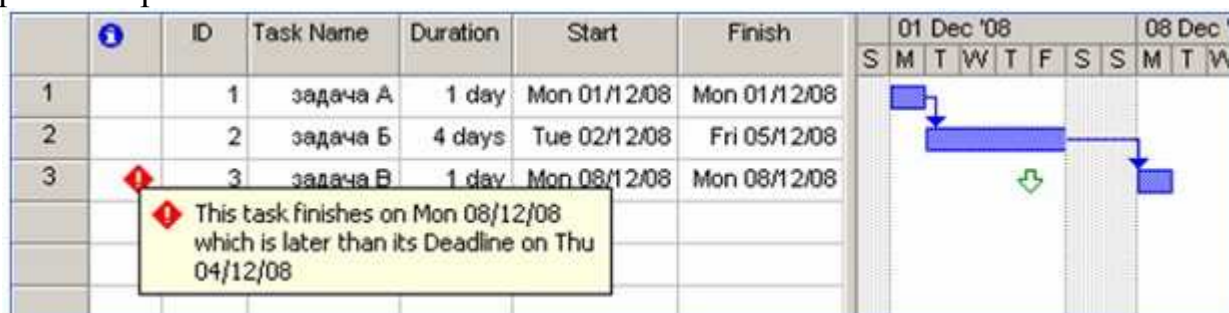 ID Task Name Duration Start Finish 01 Dec '08 08 Dec '
S M T W T F S S M T W
1 1 задача А 1 day Mon 01/12/08 Mon 01/12/08
2 2 задача Б 4 days Tue 02/12/08 Fri 05/12/08
3 3 задача В 1 day Mon 08/12/08 Mon 08/12/08
This task finishes on Mon 08/12/08
which is later than its Deadline on Thu
04/12/08